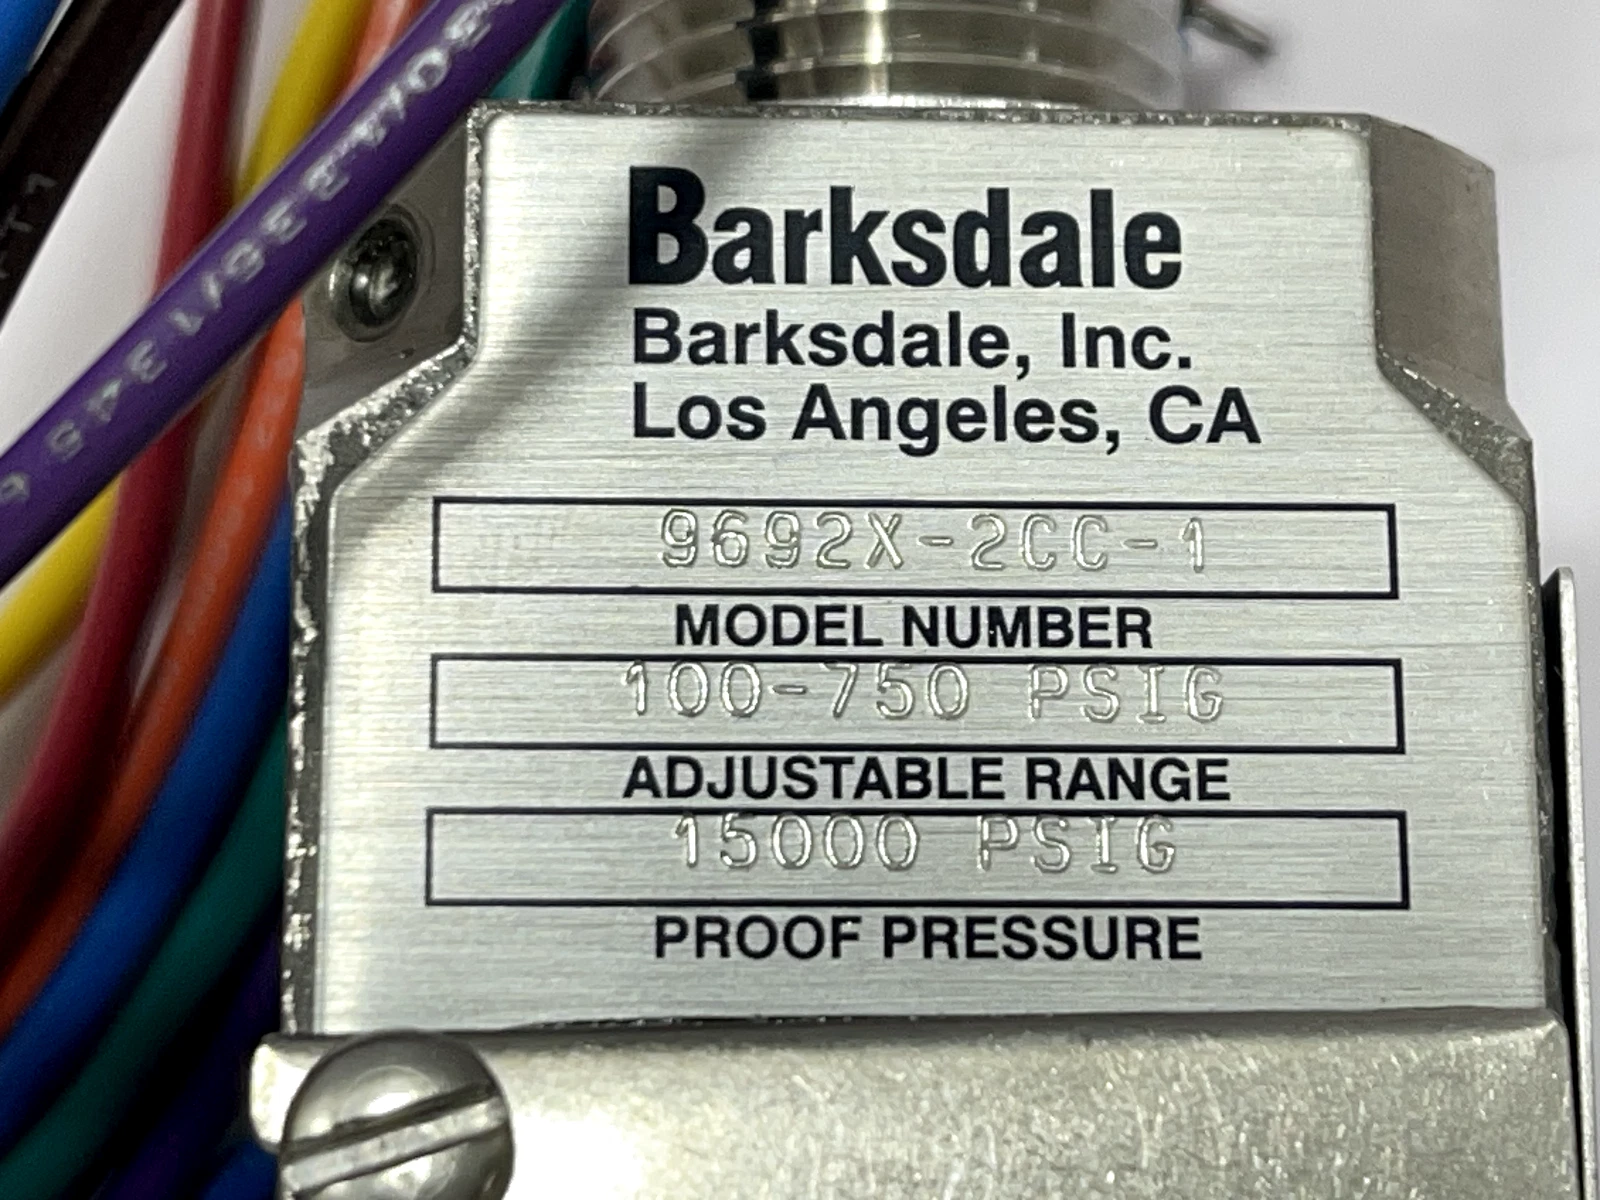 Barksdale
Barksdale, Inc.
Los Angeles, CA
9692X-2CC-1
MODEL NUMBER
100-750 PSIG
ADJUSTABLE RANGE
15000 PSIG
PROOF PRESSURE